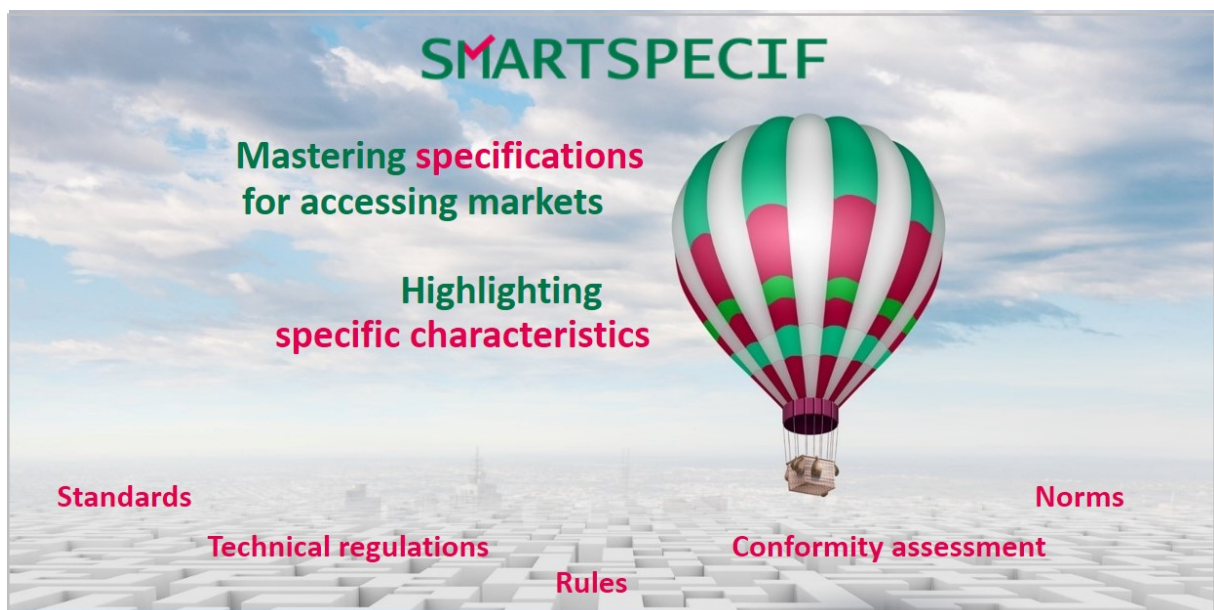 SMARTSPECIF
Mastering specifications
for accessing markets
Highlighting
specific characteristics
Standards
Norms
Technical regulations
Conformity assessment
Rules